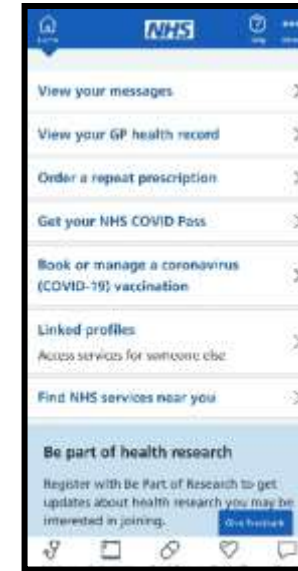 NHS
View your messages
View your GP health record
Order a repeat prescription
Get your NHS COVID Pass
Book or manage a coronavirus
(COVID-19) vaccination
Linked profiles
Access services for someone else
Find NHS services near you
Be part of health research
Register with Be Part of Research to get
updates about health research you may be
interested in joining.
Give feedback